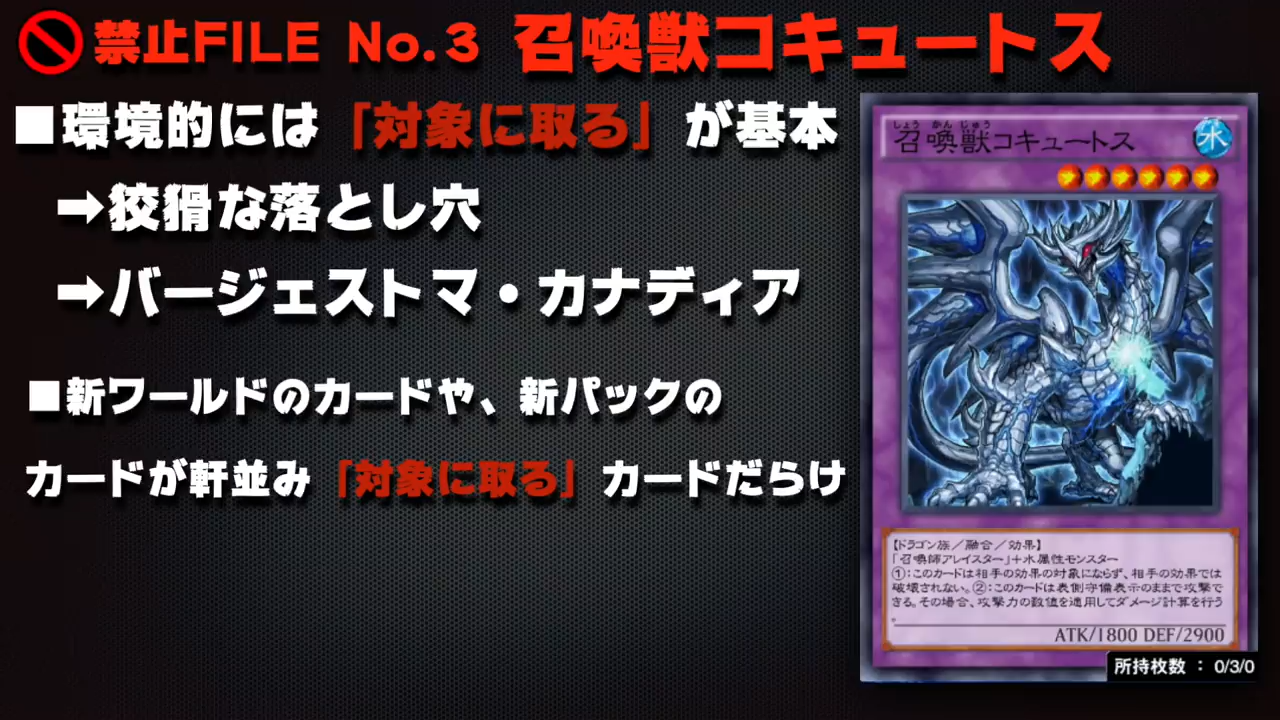 禁止FILE No.3 召喚獣コキュートス
■環境的には「対象に取る」が基本
➡狡猾な落とし穴
➡バージェストマ・カナディア
■新ワールドのカードや、新パックの
カードが軒並み「対象に取る」カードだらけ
しょうかんじゅう
召喚獣コキュートス
水
【ドラゴン族／融合／効果】
「召喚師アレイスター」＋水属性モンスター
①：このカードは相手の効果の対象にならず、相手の効果では
破壊されない。②：このカードは表側守備表示のままで攻撃で
きる。その場合、攻撃力の数値を適用してダメージ計算を行う
。
ATK/1800 DEF/2900
所持枚数 ： 0/3/0